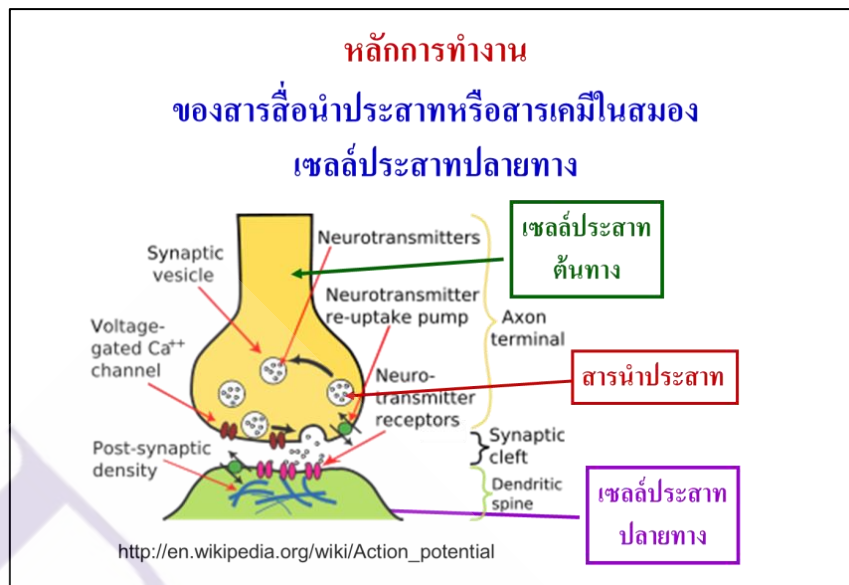 หลักการทำงาน
ของสารสื่อนำประสาทหรือสารเคมีในสมอง
เซลล์ประสาทปลายทาง
เซลล์ประสาท
ต้นทาง
Neurotransmitters
Synaptic
vesicle
Neurotransmitter
re-uptake pump
Axon
terminal
Voltage-
gated Ca++
channel
สารนำประสาท
Neuro-
transmitter
receptors
Synaptic
cleft
Post-synaptic
density
Dendritic
spine
เซลล์ประสาท
ปลายทาง
http://en.wikipedia.org/wiki/Action_potential